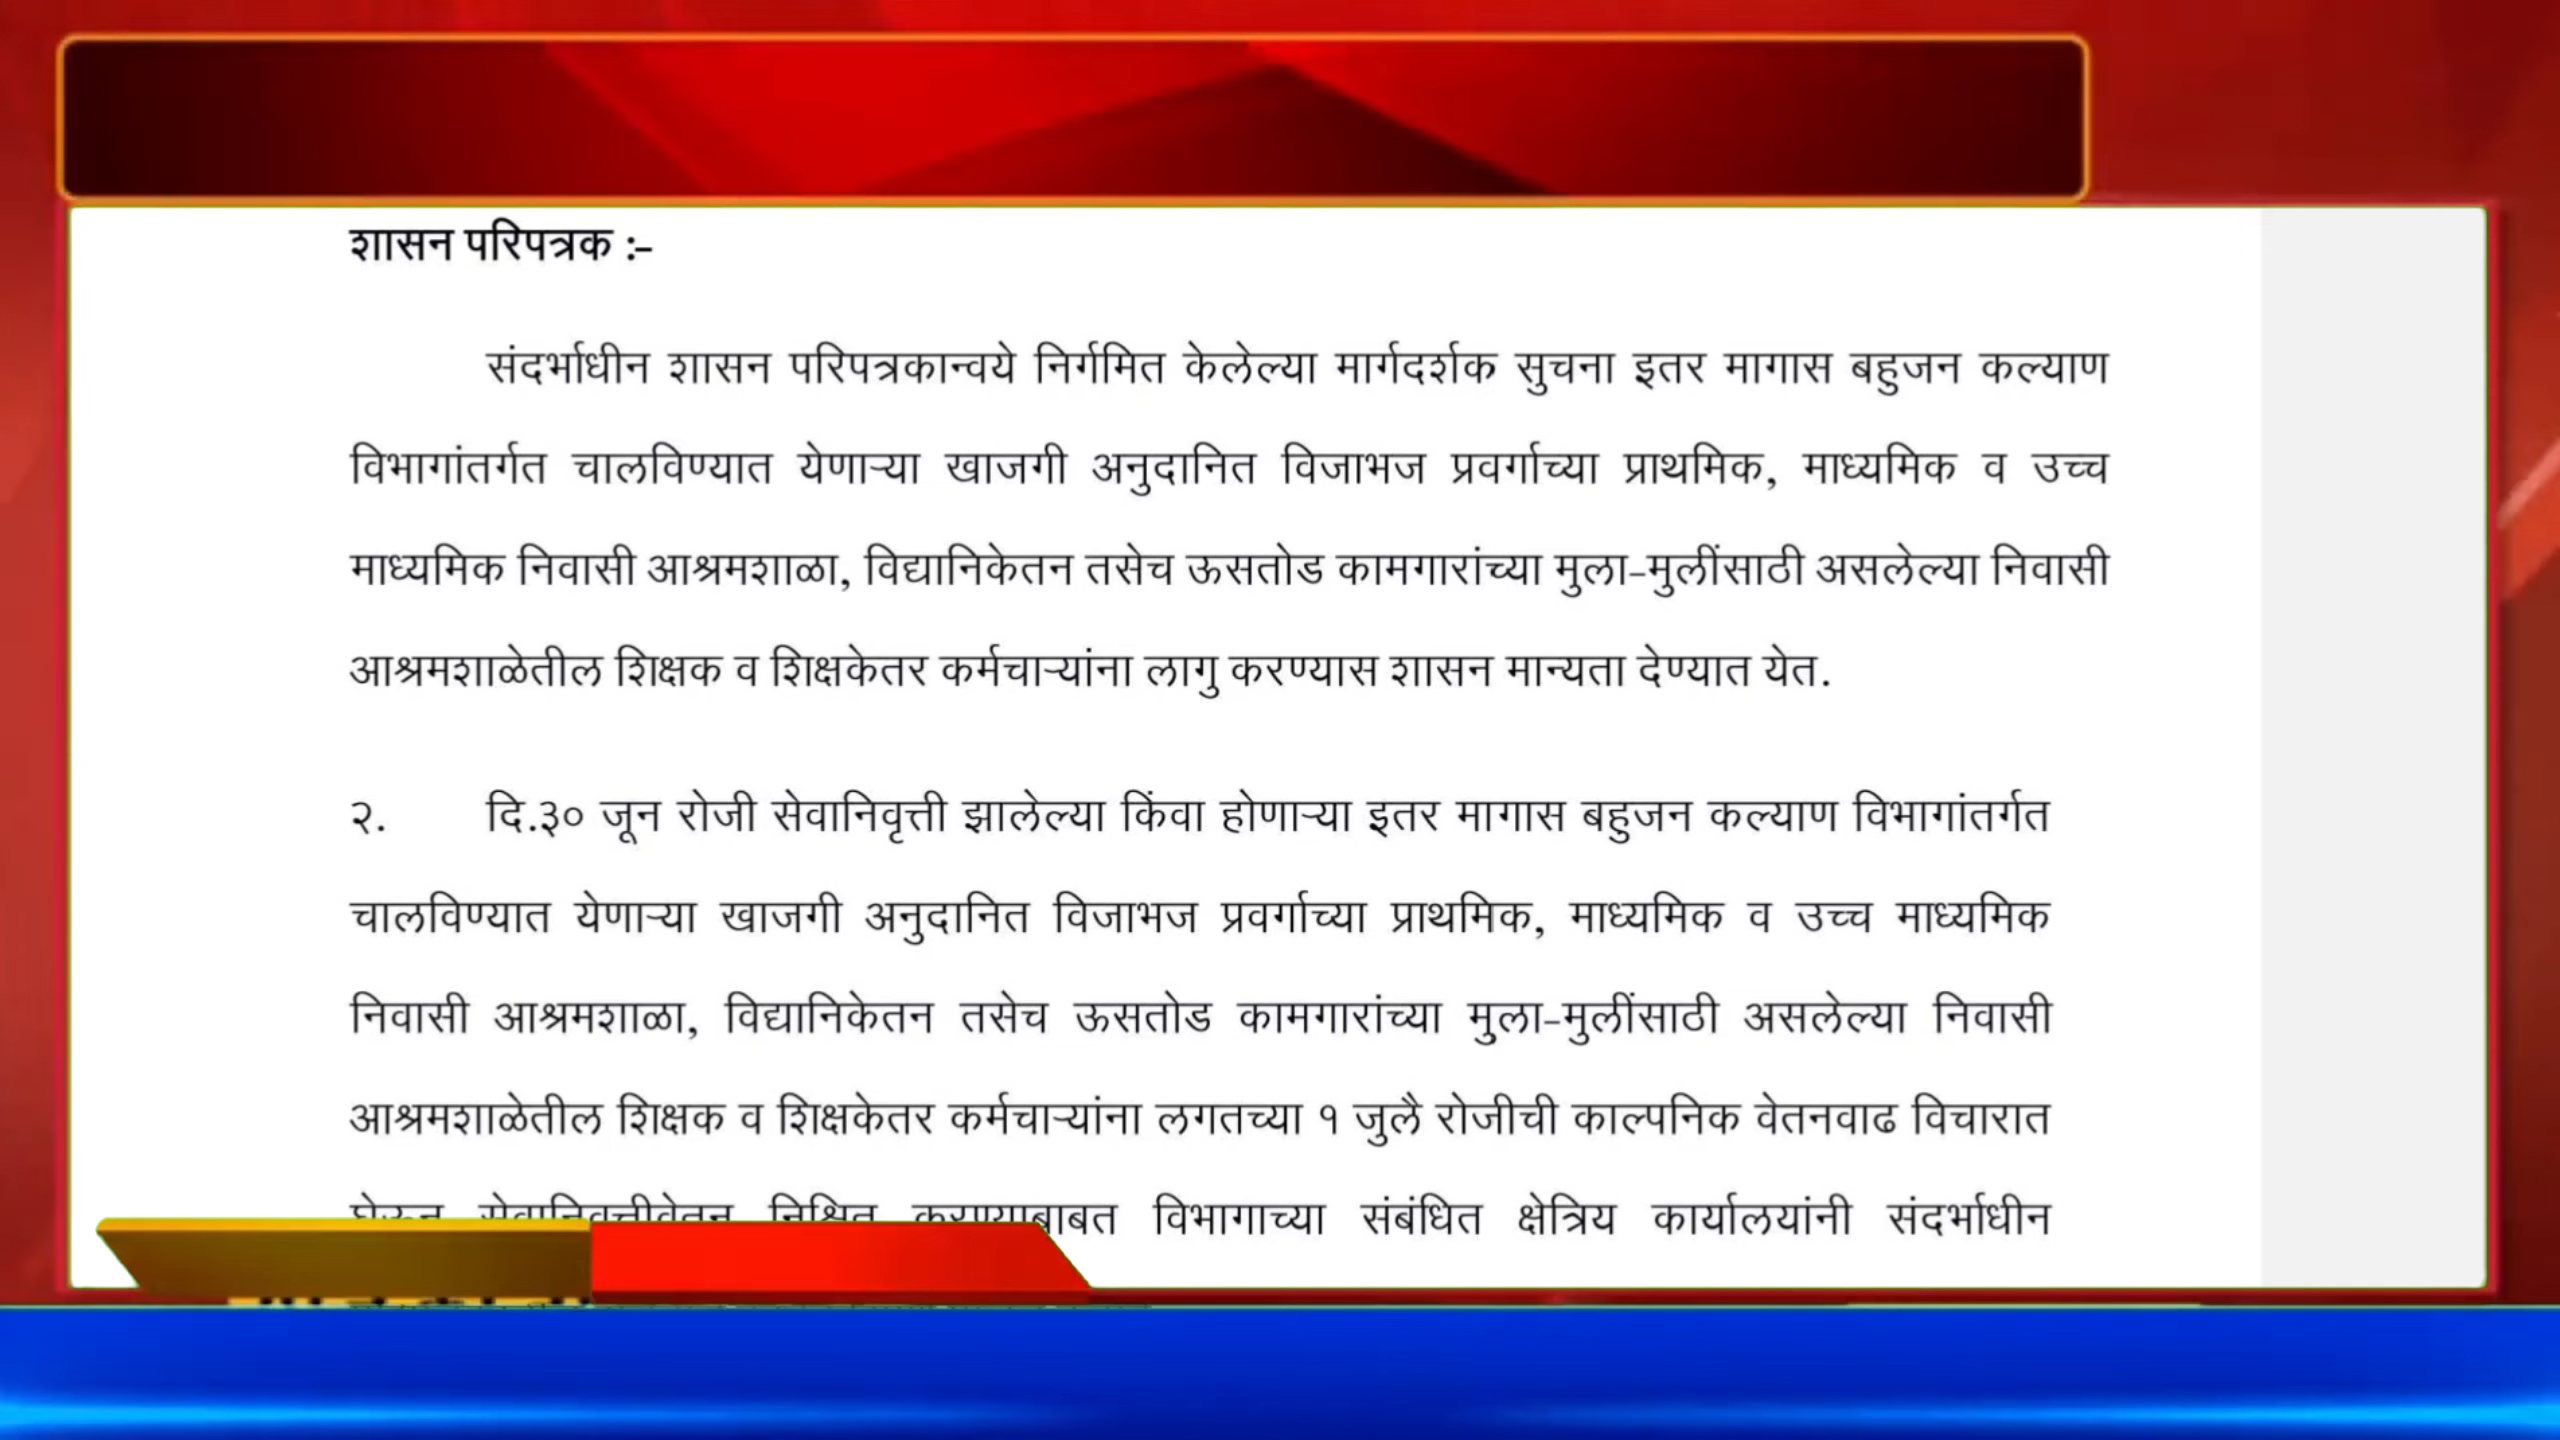 शासन परिपत्रक :-
संदर्भाधीन शासन परिपत्रकान्वये निर्गमित केलेल्या मार्गदर्शक सुचना इतर मागास बहुजन कल्याण
विभागांतर्गत चालविण्यात येणाऱ्या खाजगी अनुदानित विजाभज प्रवर्गाच्या प्राथमिक, माध्यमिक व उच्च
माध्यमिक निवासी आश्रमशाळा, विद्यानिकेतन तसेच ऊसतोड कामगारांच्या मुला-मुलींसाठी असलेल्या निवासी
आश्रमशाळेतील शिक्षक व शिक्षकेतर कर्मचाऱ्यांना लागु करण्यास शासन मान्यता देण्यात येत.
२. दि.३० जून रोजी सेवानिवृत्ती झालेल्या किंवा होणाऱ्या इतर मागास बहुजन कल्याण विभागांतर्गत
चालविण्यात येणाऱ्या खाजगी अनुदानित विजाभज प्रवर्गाच्या प्राथमिक, माध्यमिक व उच्च माध्यमिक
निवासी आश्रमशाळा, विद्यानिकेतन तसेच ऊसतोड कामगारांच्या मुला-मुलींसाठी असलेल्या निवासी
आश्रमशाळेतील शिक्षक व शिक्षकेतर कर्मचाऱ्यांना लगतच्या १ जुलै रोजीची काल्पनिक वेतनवाढ विचारात
घेऊन सेवानिवृत्तीवेतन निश्चित करण्याबाबत विभागाच्या संबंधित क्षेत्रिय कार्यालयांनी संदर्भाधीन